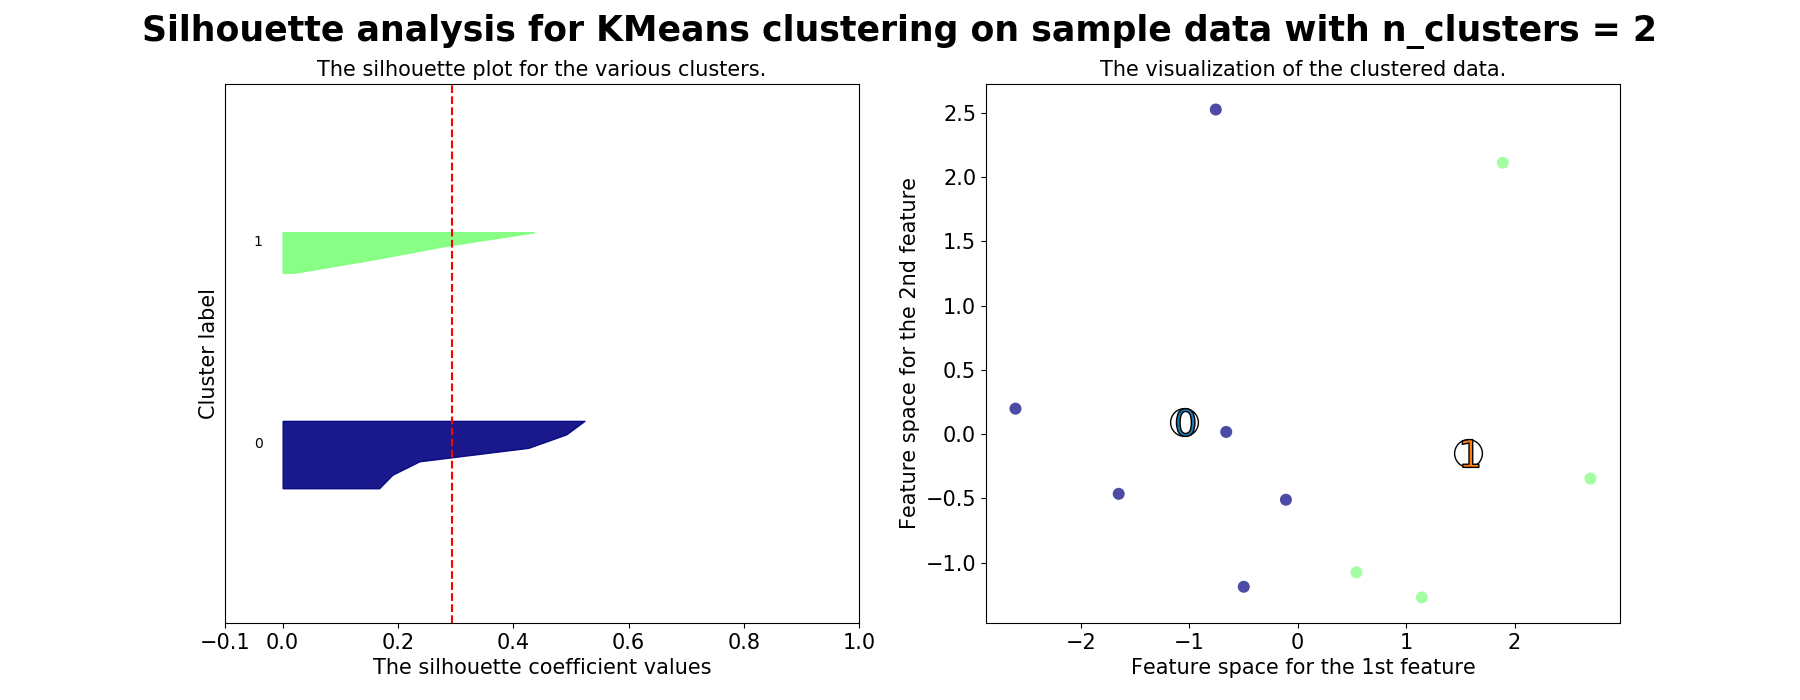 Silhouette analysis for KMeans clustering on sample data with n_clusters = 2
The silhouette plot for the various clusters.
Cluster label
1
0
−0.1 0.0 0.2 0.4 0.6 0.8 1.0
The silhouette coefficient values
The visualization of the clustered data.
Feature space for the 2nd feature
2.5
2.0
1.5
1.0
0.5
0.0
−0.5
−1.0
0
1
−2 −1 0 1 2
Feature space for the 1st feature